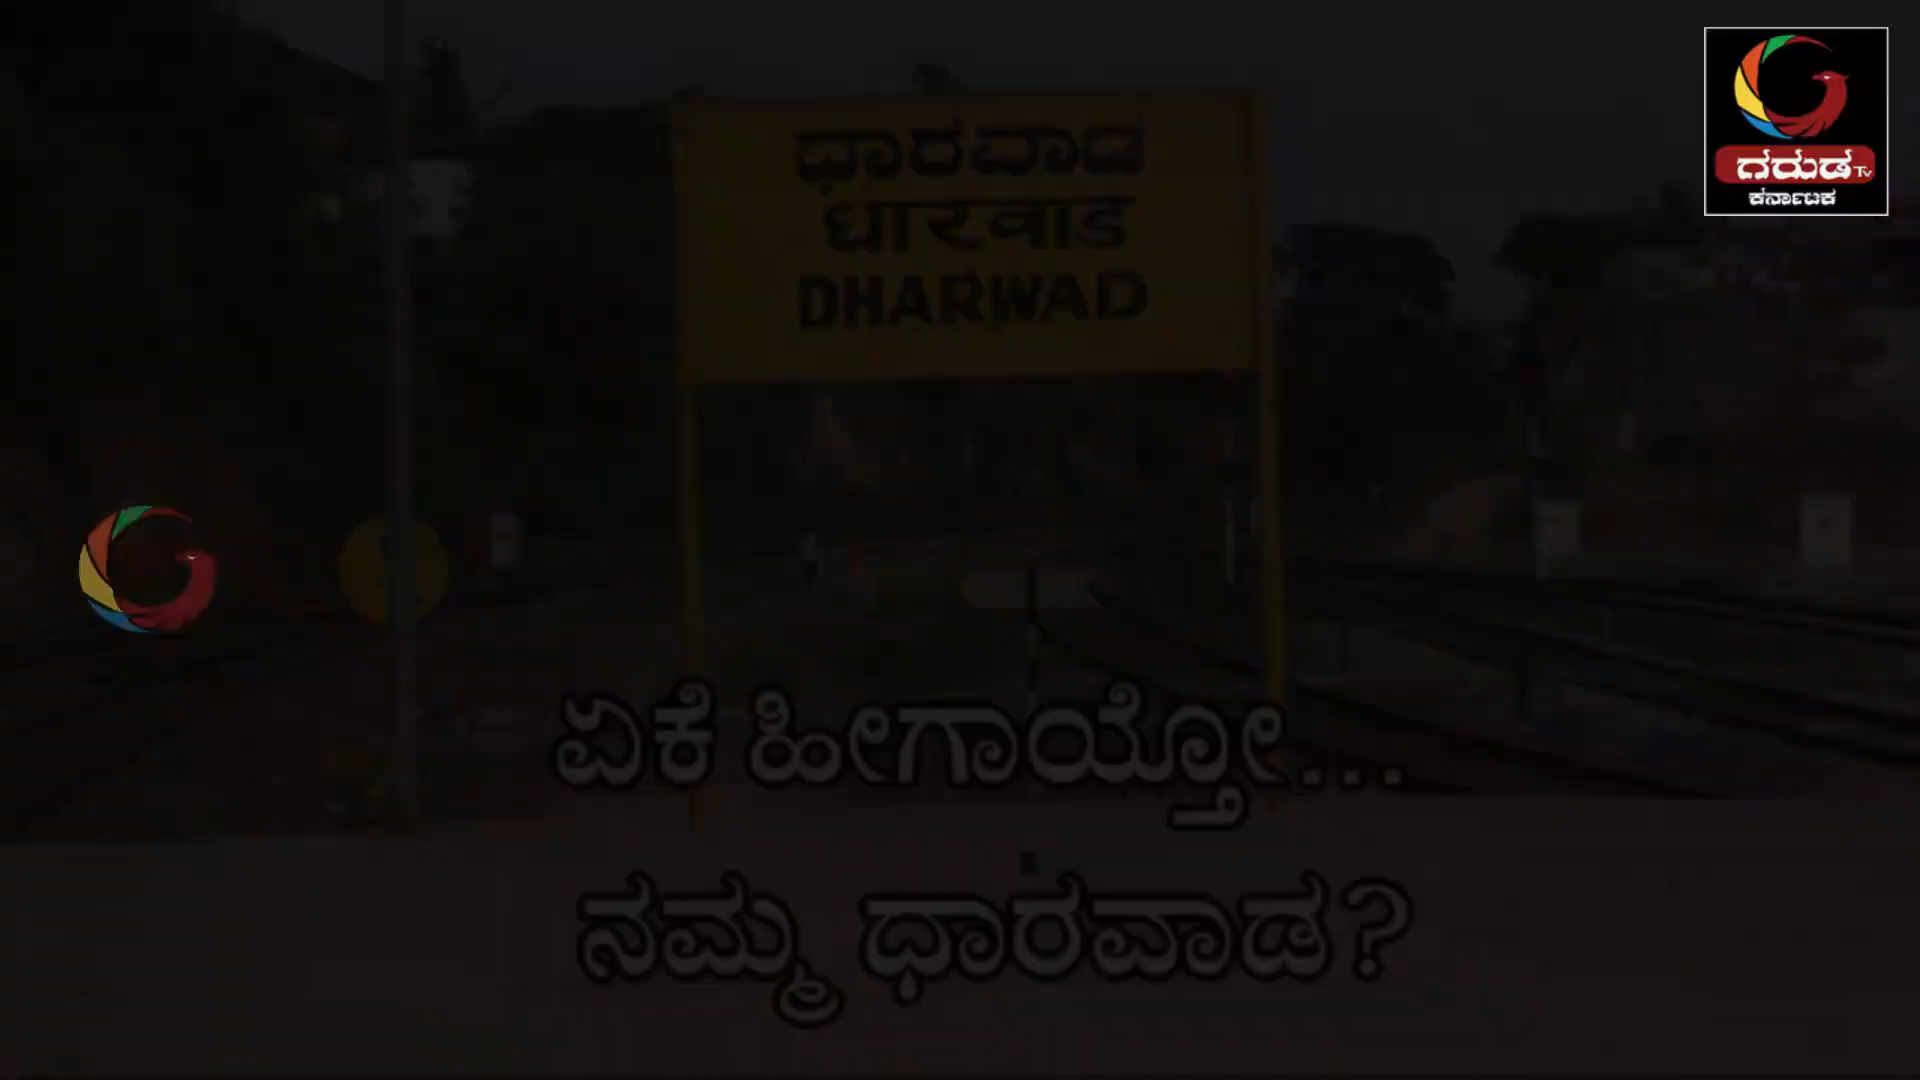 ಗರುಡ Tv
ಕರ್ನಾಟಕ
ಧಾರವಾಡ
धारवाड
DHARWAD
ಏಕೆ ಹೀಗಾಯ್ತೋ...
ನಮ್ಮ ಧಾರವಾಡ?